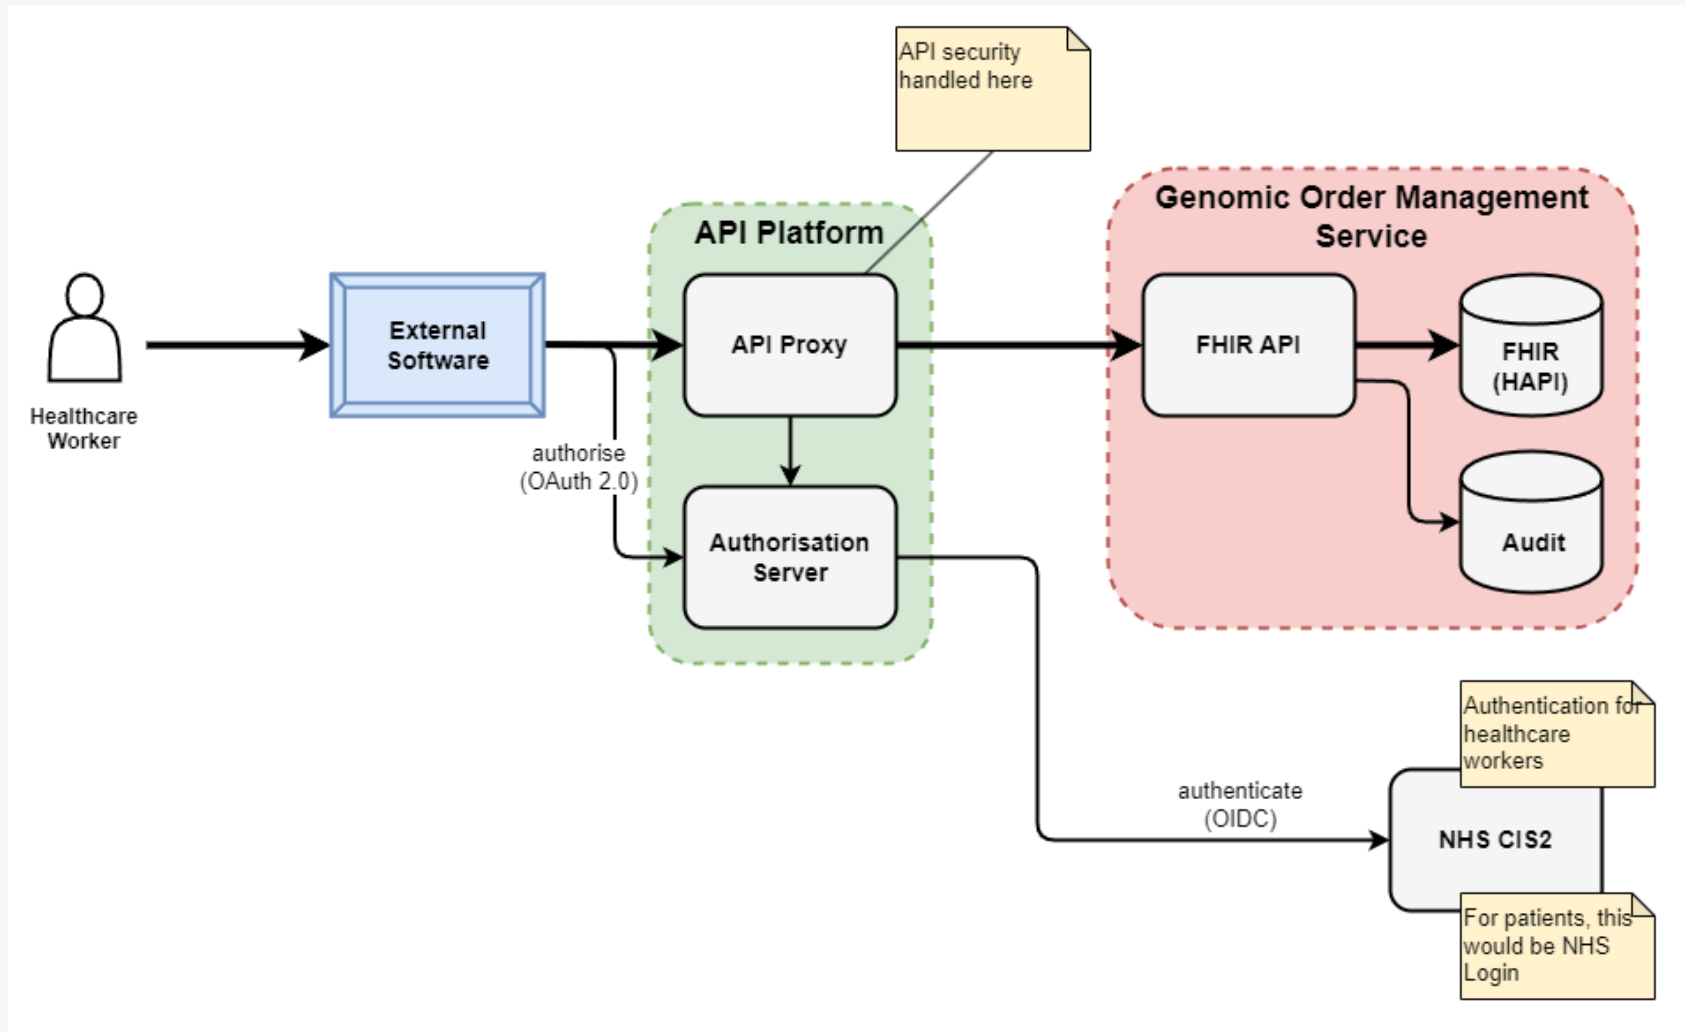 API security
handled here
Genomic Order Management
Service
API Platform
Healthcare
Worker
External
Software
API Proxy
FHIR API
FHIR
(HAPI)
authorise
(OAuth 2.0)
Authorisation
Server
Audit
Authentication for
healthcare
workers
authenticate
(OIDC)
NHS CIS2
For patients, this
would be NHS
Login